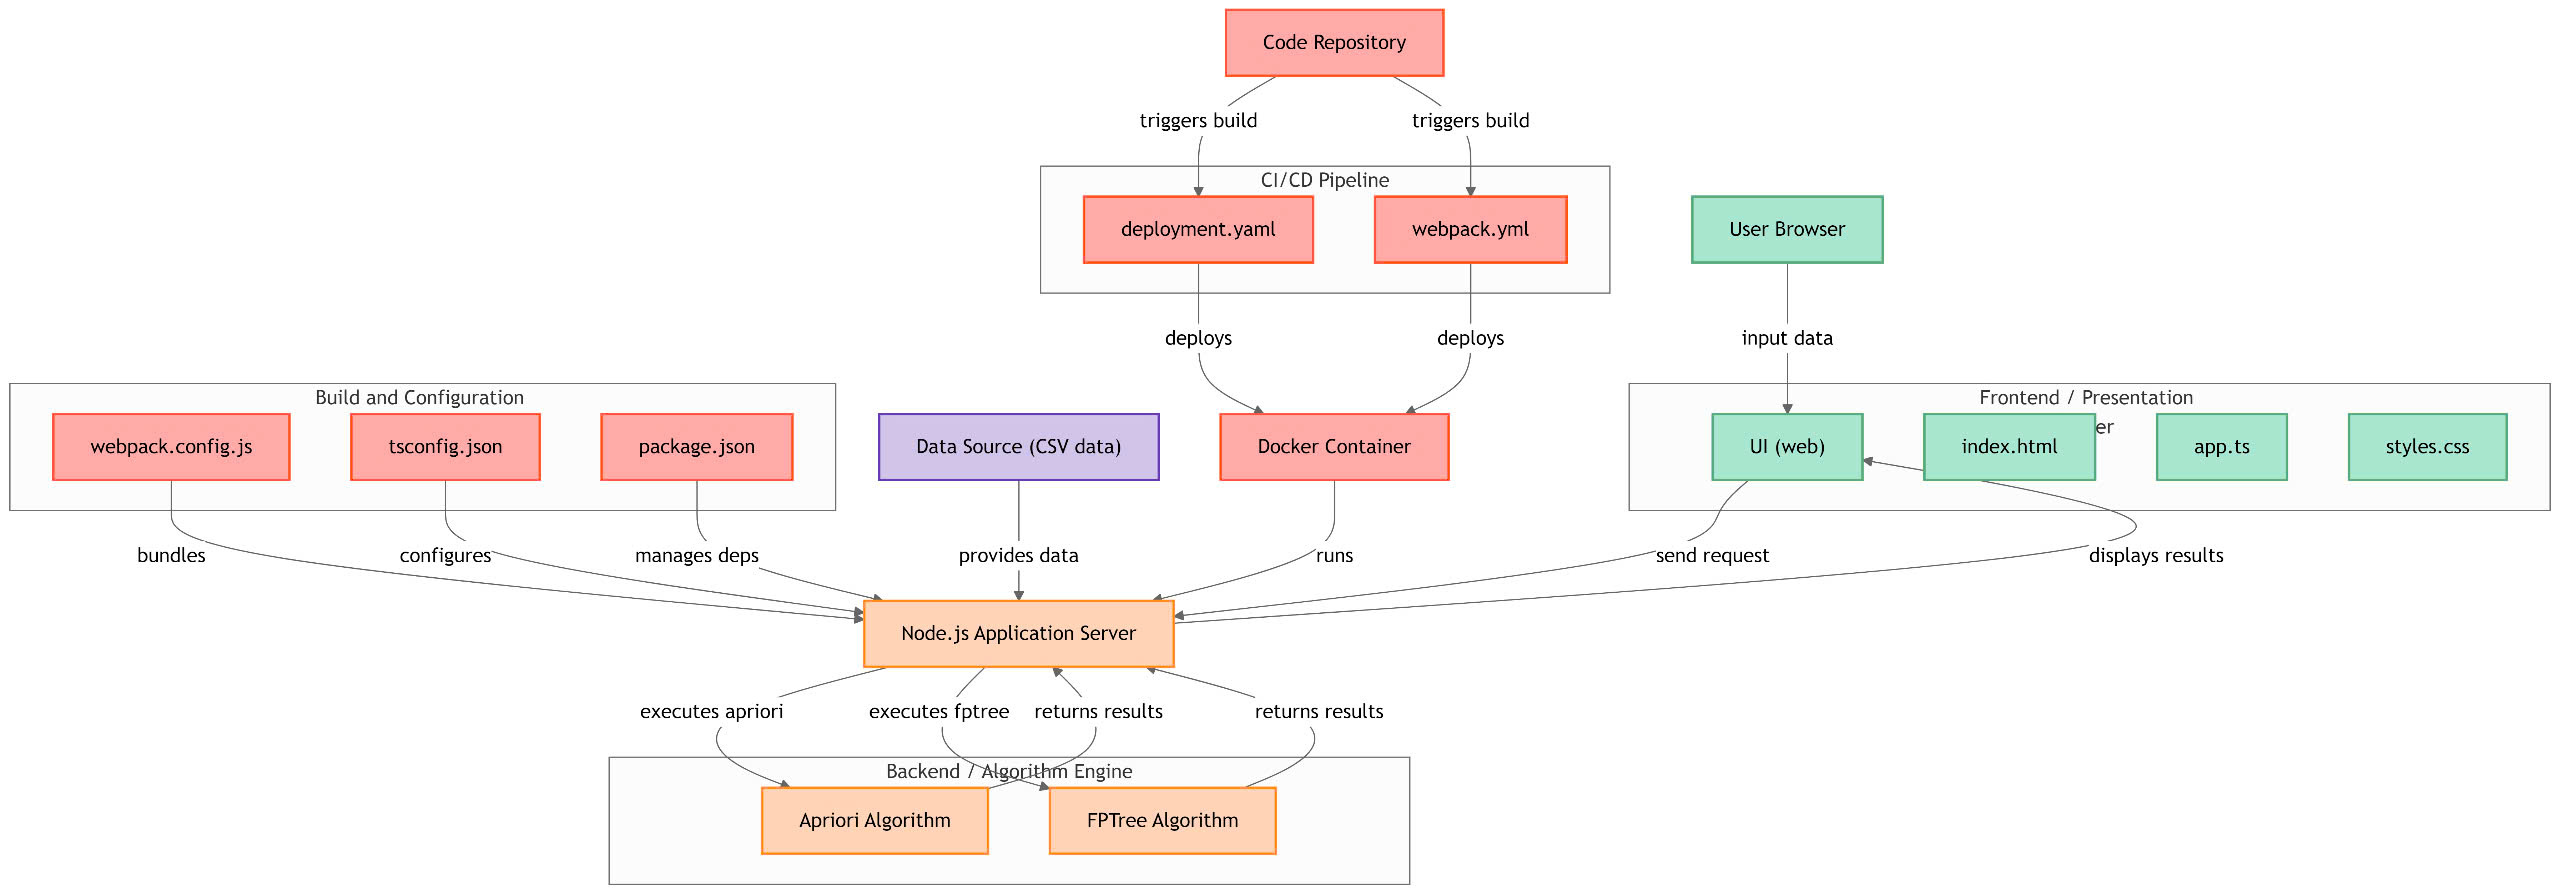 Code Repository
triggers build
triggers build
CI/CD Pipeline
deployment.yaml
webpack.yml
User Browser
deploys
deploys
input data
Build and Configuration
webpack.config.js
tsconfig.json
package.json
Data Source (CSV data)
Docker Container
Frontend / Presentation
UI (web)
index.html
app.ts
styles.css
bundles
configures
manages deps
provides data
runs
send request
displays results
Node.js Application Server
executes apriori
executes fptree
returns results
returns results
Backend / Algorithm Engine
Apriori Algorithm
FPTree Algorithm